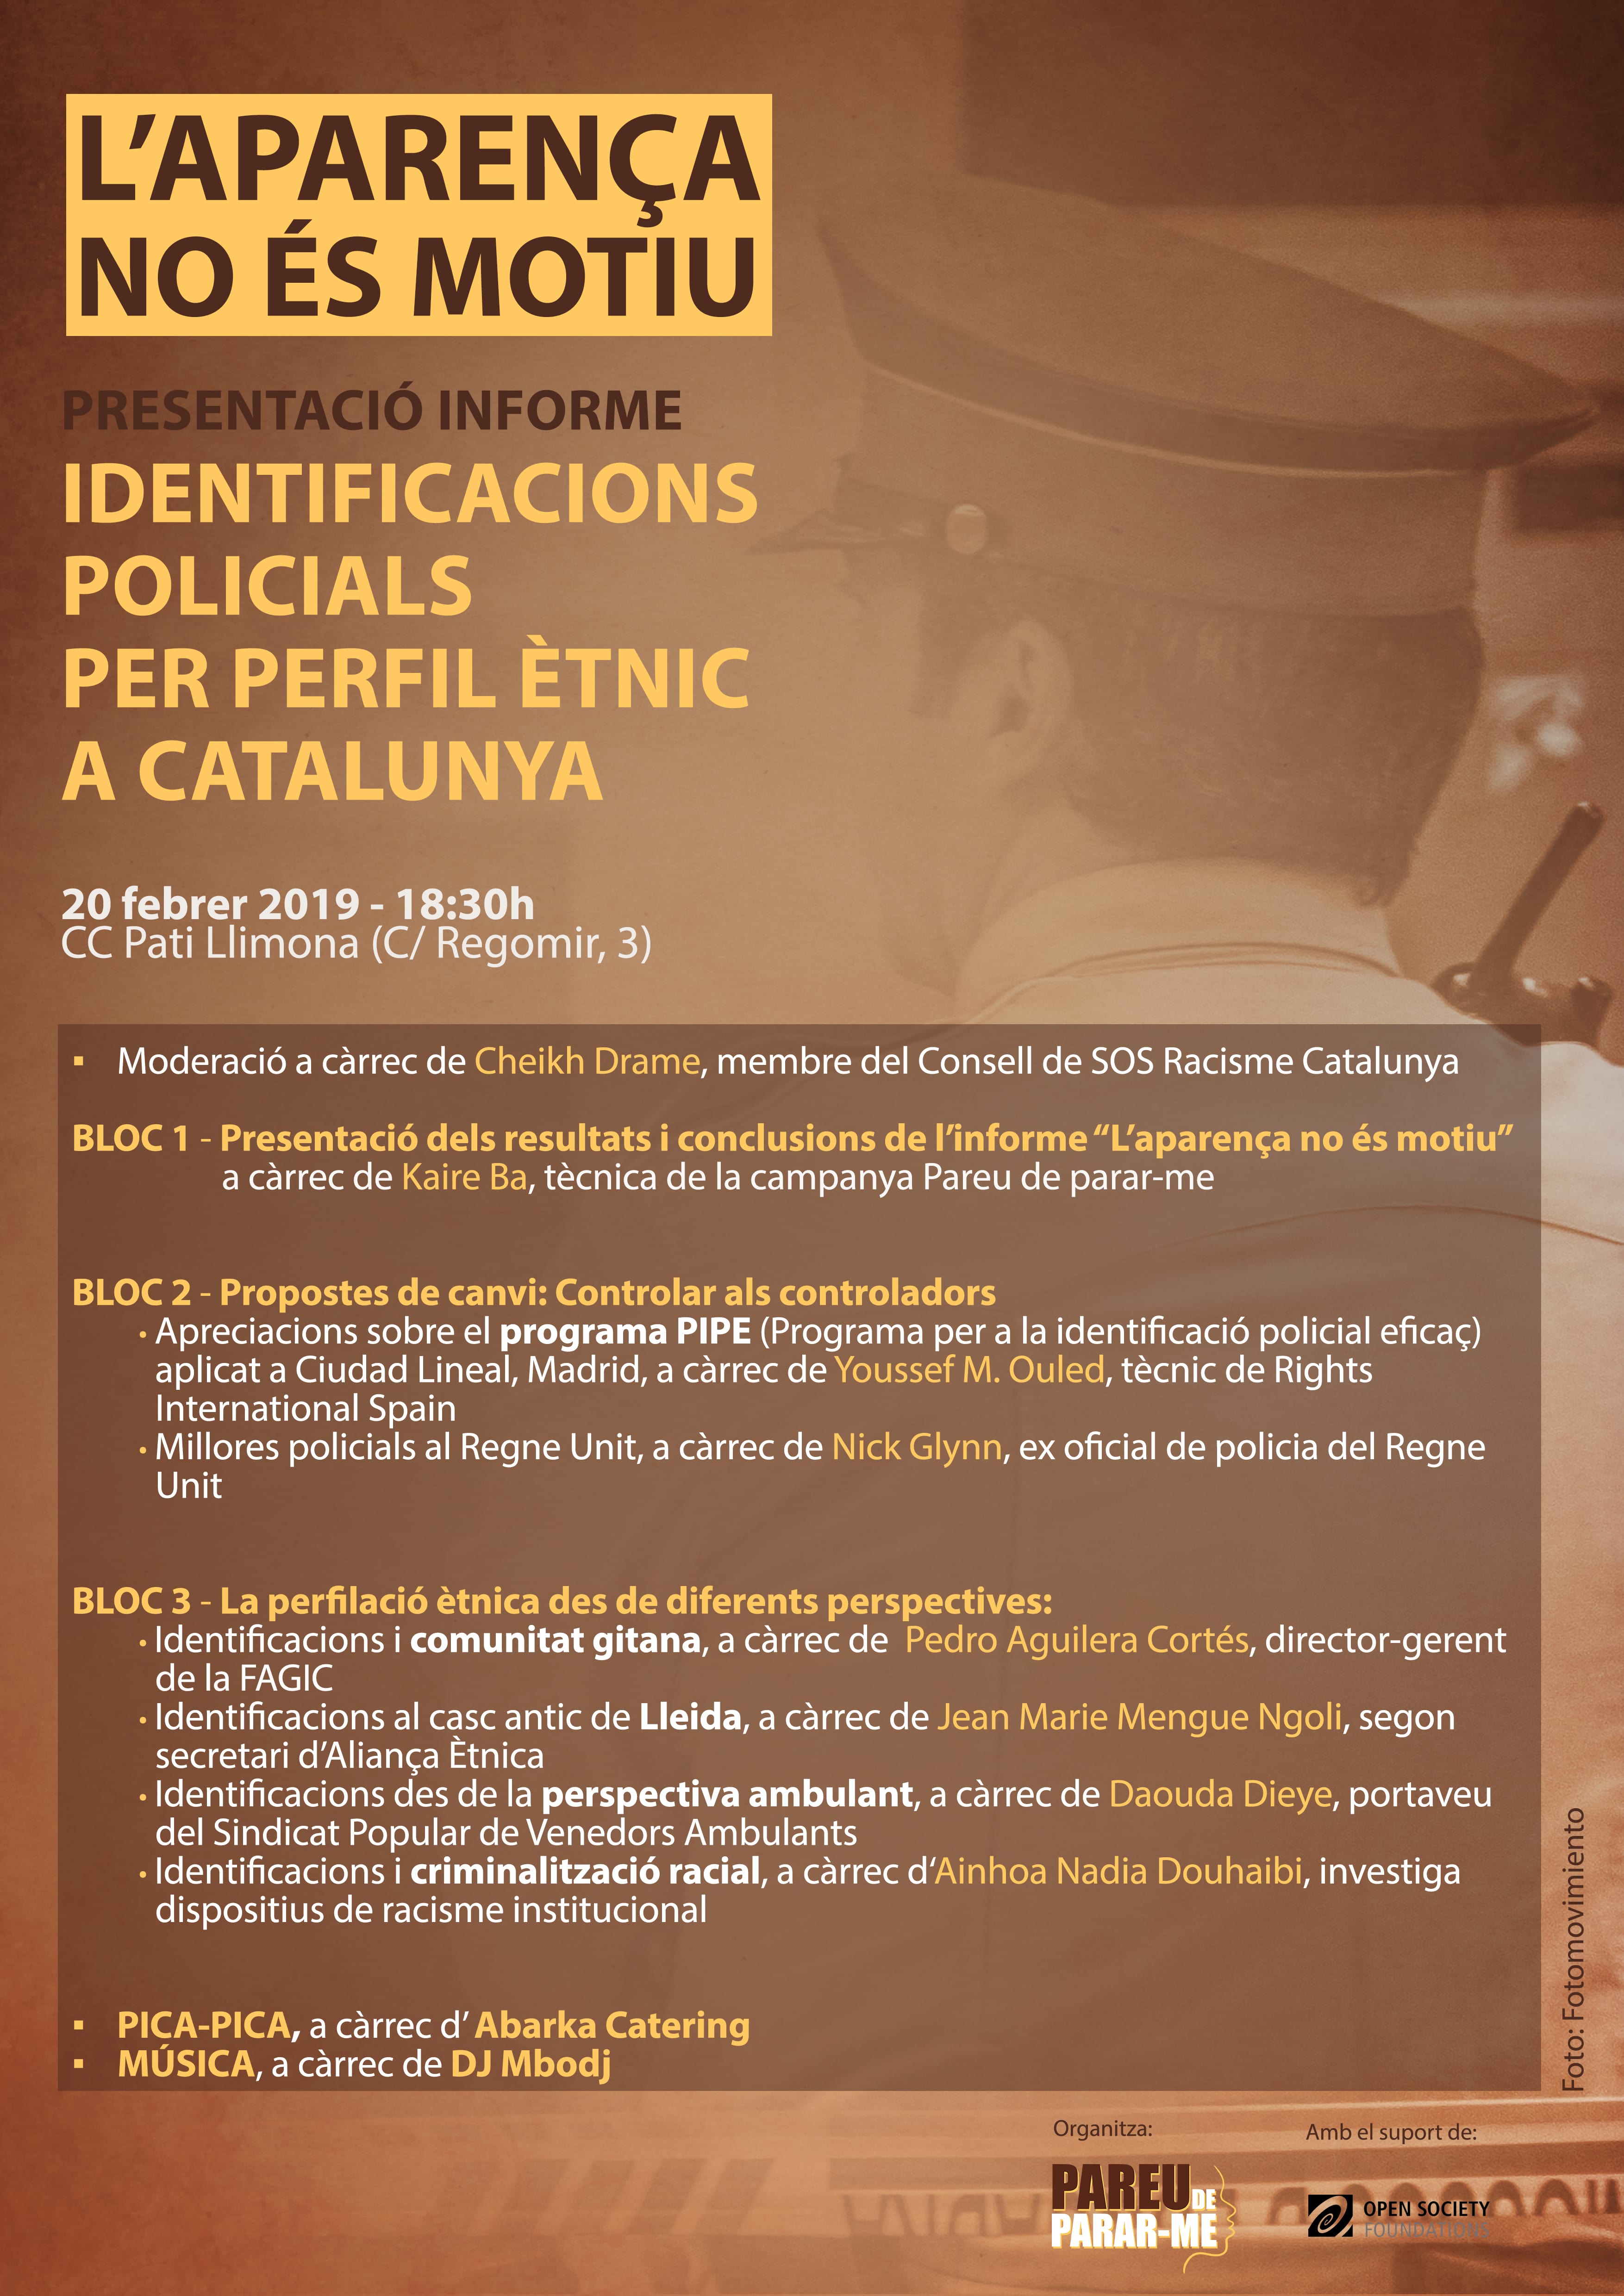 L'APARENÇA
NO ÉS MOTIU
PRESENTACIÓ INFORME
IDENTIFICACIONS
POLICIALS
PER PERFIL ÈTNIC
A CATALUNYA
20 febrer 2019 - 18:30h
CC Pati Llimona (C/ Regomir, 3)
▪ Moderació a càrrec de Cheikh Drame, membre del Consell de SOS Racisme Catalunya
BLOC 1 - Presentació dels resultats i conclusions de l'informe “L'aparença no és motiu”
a càrrec de Kaire Ba, tècnica de la campanya Pareu de parar-me
BLOC 2 - Propostes de canvi: Controlar als controladors
• Apreciacions sobre el programa PIPE (Programa per a la identificació policial eficaç)
aplicat a Ciudad Lineal, Madrid, a càrrec de Youssef M. Ouled, tècnic de Rights
International Spain
• Millores policials al Regne Unit, a càrrec de Nick Glynn, ex oficial de policia del Regne
Unit
BLOC 3 - La perfilació ètnica des de diferents perspectives:
• Identificacions i comunitat gitana, a càrrec de Pedro Aguilera Cortés, director-gerent
de la FAGIC
• Identificacions al casc antic de Lleida, a càrrec de Jean Marie Mengue Ngoli, segon
secretari d'Aliança Ètnica
• Identificacions des de la perspectiva ambulant, a càrrec de Daouda Dieye, portaveu
del Sindicat Popular de Venedors Ambulants
• Identificacions i criminalització racial, a càrrec d‘Ainhoa Nadia Douhaibi, investiga
dispositius de racisme institucional
▪ PICA-PICA, a càrrec d' Abarka Catering
▪ MÚSICA, a càrrec de DJ Mbodj
Foto: Fotomovimiento
Organitza:
PAREU DE
PARAR-ME
Amb el suport de:
OPEN SOCIETY
FOUNDATIONS